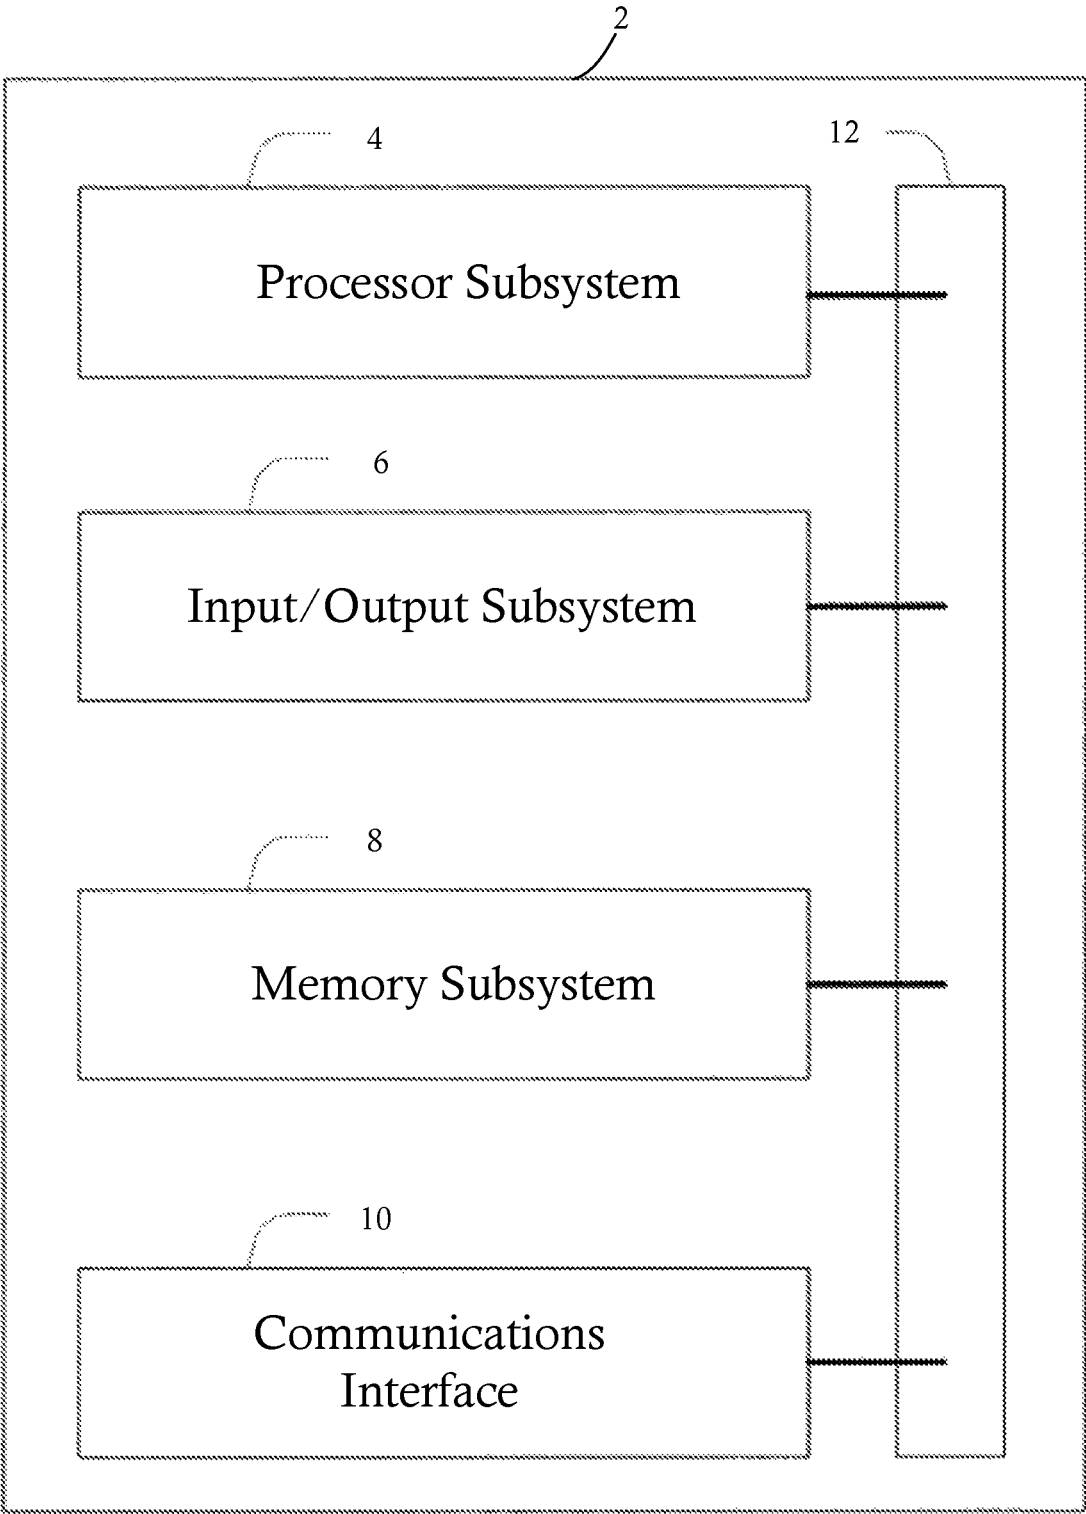 2
4
12
Processor Subsystem
6
Input/Output Subsystem
8
Memory Subsystem
10
Communications
Interface